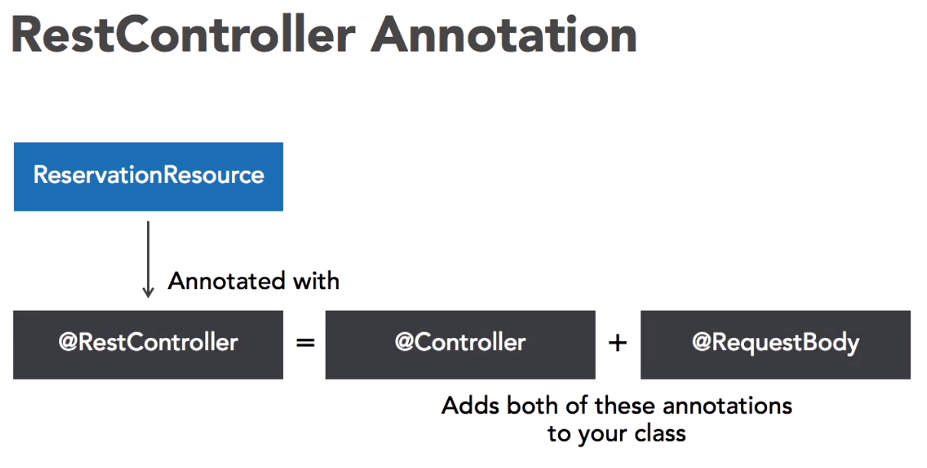 RestController Annotation
ReservationResource
Annotated with
@RestController = @Controller + @RequestBody
Adds both of these annotations
to your class